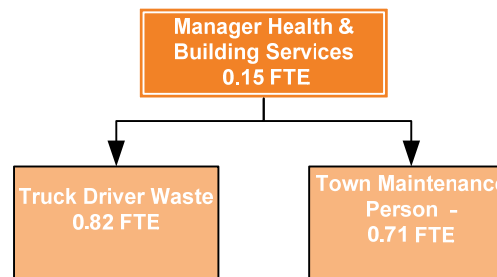 Manager Health &
Building Services
0.15 FTE
Truck Driver Waste
0.82 FTE
Town Maintenance
Person -
0.71 FTE